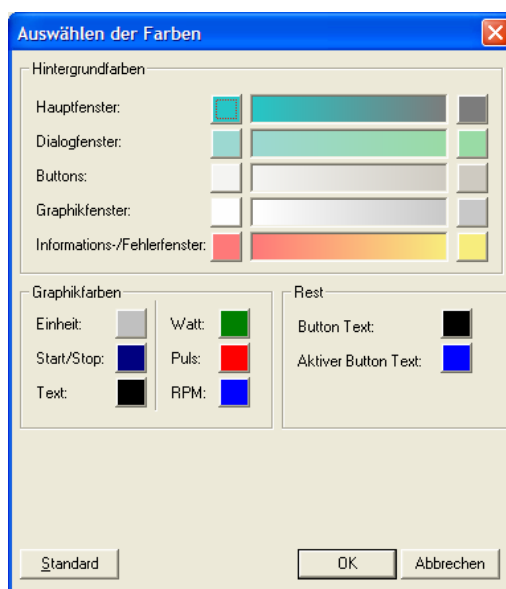 Auswählen der Farben
Hintergrundfarben
Hauptfenster:
Dialogfenster:
Buttons:
Graphikfenster:
Informations-/Fehlerfenster:
Graphikfarben
Einheit: Watt:
Start/Stop: Puls:
Text: RPM:
Rest
Button Text:
Aktiver Button Text:
Standard OK Abbrechen